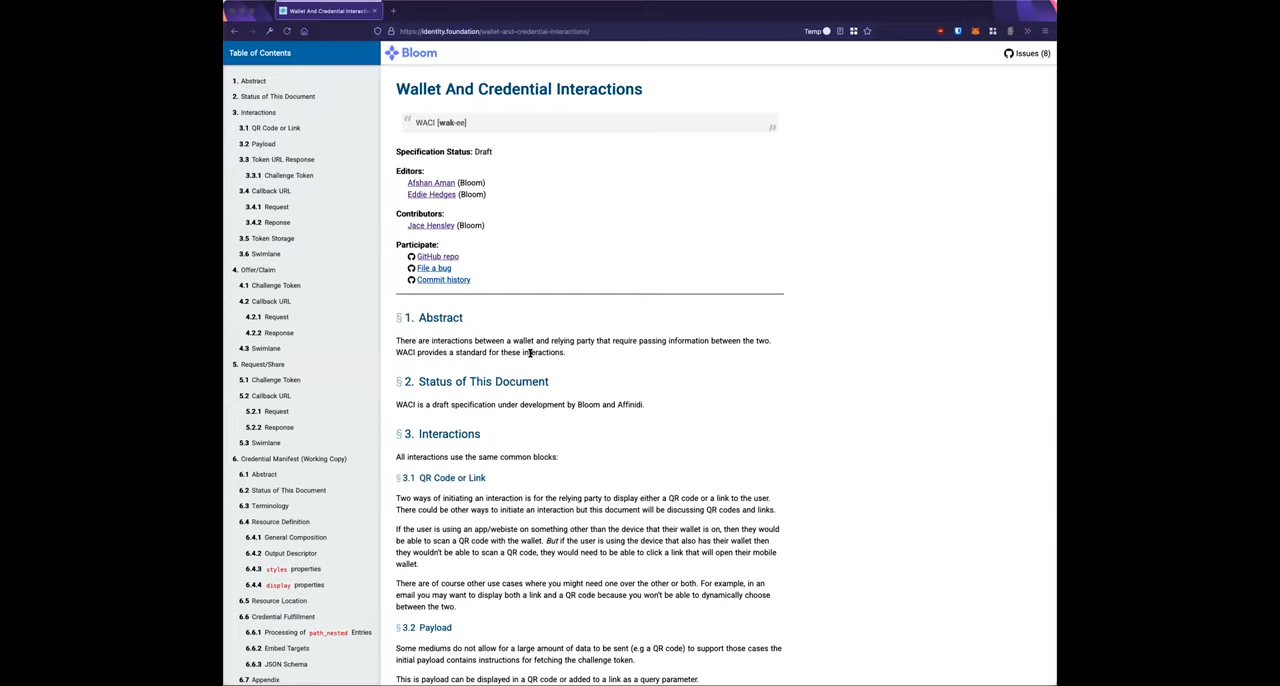 Wallet And Credential Interacti
https://identity.foundation/wallet-and-credential-interactions/
Temp
Table of Contents
1. Abstract
2. Status of This Document
3. Interactions
3.1 QR Code or Link
3.2 Payload
3.3 Token URL Response
3.3.1 Challenge Token
3.4 Callback URL
3.4.1 Request
3.4.2 Reponse
3.5 Token Storage
3.6 Swimlane
4. Offer/Claim
4.1 Challenge Token
4.2 Callback URL
4.2.1 Request
4.2.2 Response
4.3 Swimlane
5. Request/Share
5.1 Challenge Token
5.2 Callback URL
5.2.1 Request
5.2.2 Response
5.3 Swimlane
6. Credential Manifest (Working Copy)
6.1 Abstract
6.2 Status of This Document
6.3 Terminology
6.4 Resource Definition
6.4.1 General Composition
6.4.2 Output Descriptor
6.4.3 styles properties
6.4.4 display properties
6.5 Resource Location
6.6 Credential Fulfillment
6.6.1 Processing of path_nested Entries
6.6.2 Embed Targets
6.6.3 JSON Schema
6.7 Appendix
Bloom
Issues (8)
Wallet And Credential Interactions
" WACI [wak-ee] "
Specification Status: Draft
Editors:
Afshan Aman (Bloom)
Eddie Hedges (Bloom)
Contributors:
Jace Hensley (Bloom)
Participate:
GitHub repo
File a bug
Commit history
§ 1. Abstract
There are interactions between a wallet and relying party that require passing information between the two.
WACI provides a standard for these interactions.
§ 2. Status of This Document
WACI is a draft specification under development by Bloom and Affinidi.
§ 3. Interactions
All interactions use the same common blocks:
§ 3.1 QR Code or Link
Two ways of initiating an interaction is for the relying party to display either a QR code or a link to the user.
There could be other ways to initiate an interaction but this document will be discussing QR codes and links.
If the user is using an app/webiste on something other than the device that their wallet is on, then they would
be able to scan a QR code with the wallet. But if the user is using the device that also has their wallet then
they wouldn't be able to scan a QR code, they would need to be able to click a link that will open their mobile
wallet.
There are of course other use cases where you might need one over the other or both. For example, in an
email you may want to display both a link and a QR code because you won't be able to dynamically choose
between the two.
§ 3.2 Payload
Some mediums do not allow for a large amount of data to be sent (e.g a QR code) to support those cases the
initial payload contains instructions for fetching the challenge token.
This is payload can be displayed in a QR code or added to a link as a query parameter.